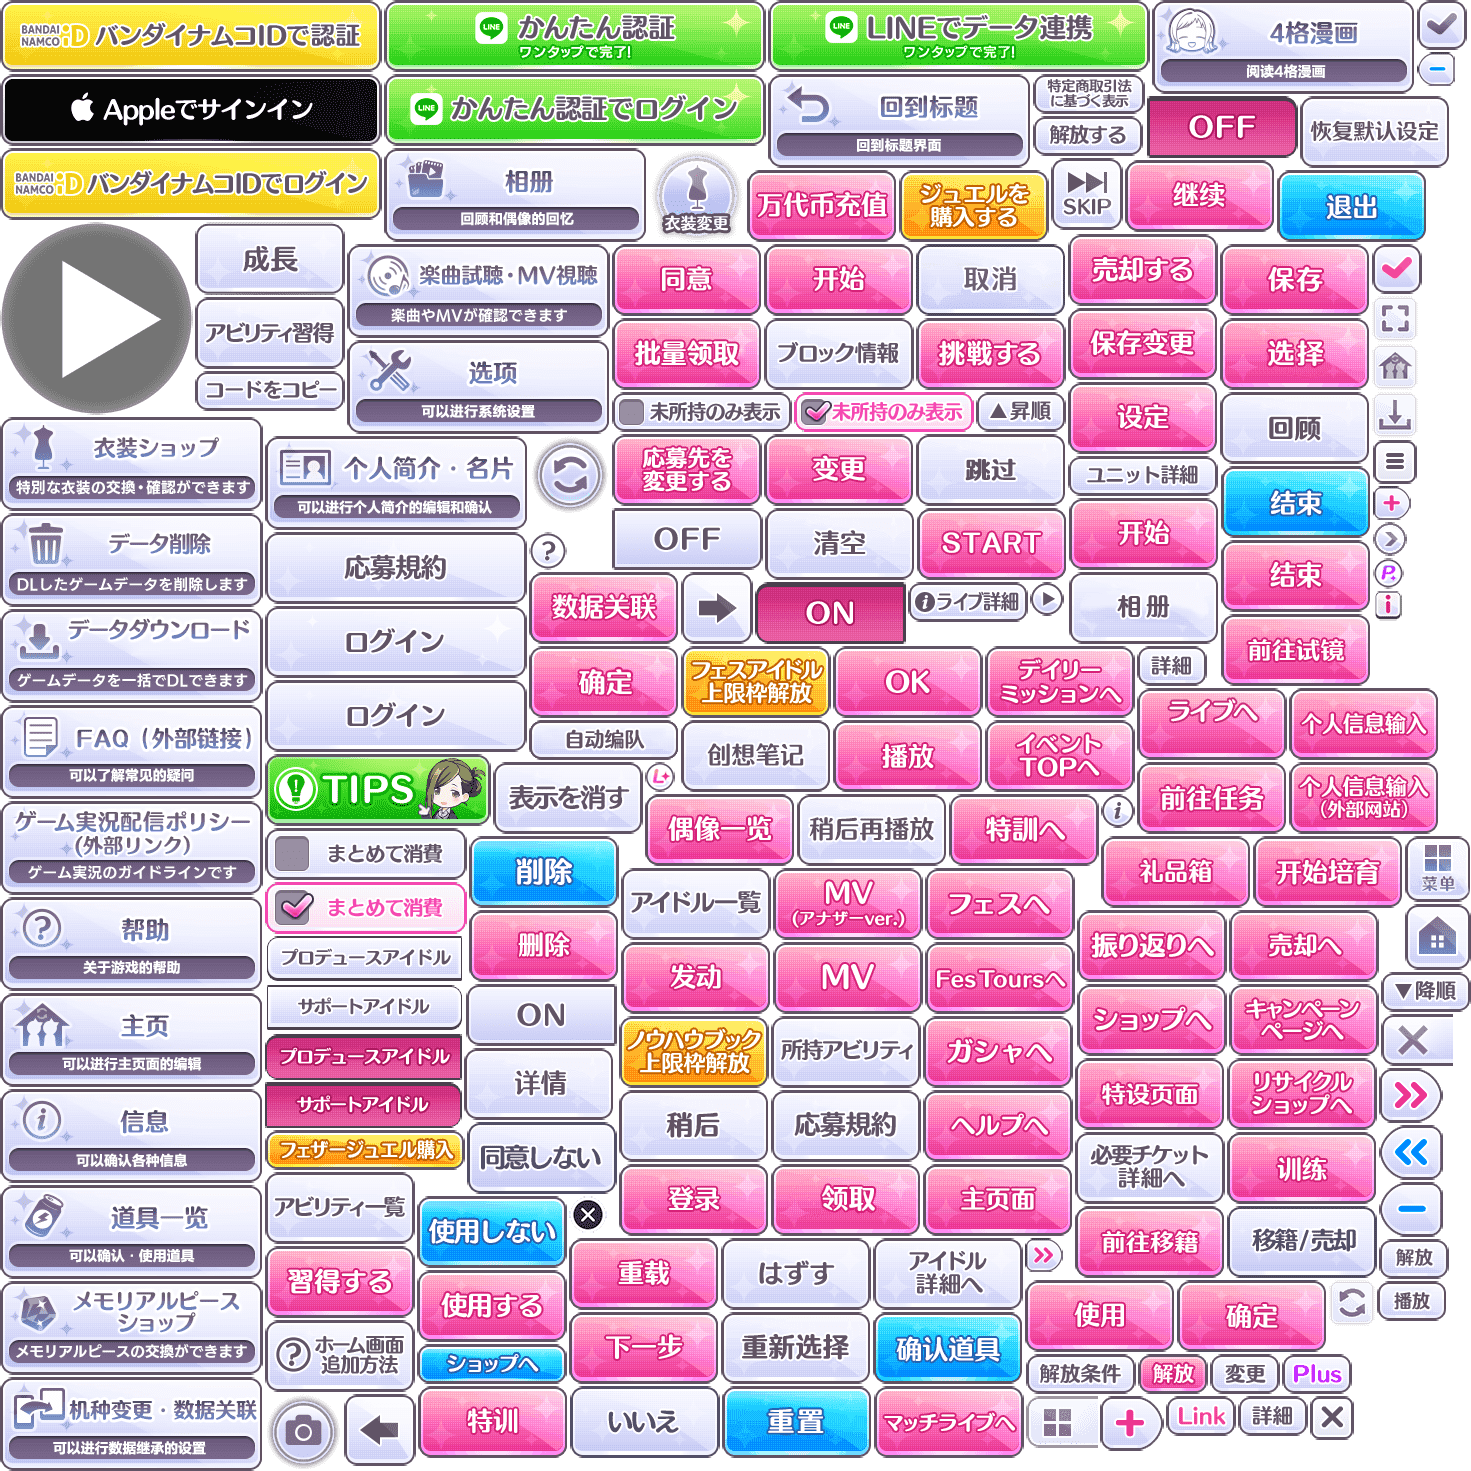 BANDAI NAMCO iD バンダイナムコIDで認証
LINE かんたん認証
ワンタップで完了!
LINE LINEでデータ連携
ワンタップで完了!
4格漫画
阅读4格漫画
Appleでサインイン
LINE かんたん認証でログイン
回到标题
回到标题界面
特定商取引法
に基づく表示
解放する
OFF
恢复默认设定
BANDAI NAMCO iD バンダイナムコIDでログイン
相册
回顾和偶像的回忆
衣装変更
万代币充值
ジュエルを
購入する
SKIP
继续
退出
成長
アビリティ習得
コードをコピー
楽曲試聴・MV視聴
楽曲やMVが確認できます
选项
可以进行系统设置
同意
开始
取消
売却する
保存
批量领取
ブロック情報
挑戦する
保存变更
选择
未所持のみ表示
未所持のみ表示
▲昇順
设定
回顾
衣装ショップ
特別な衣装の交換・確認ができます
个人简介・名片
可以进行个人简介的编辑和确认
応募先を
変更する
变更
跳过
ユニット詳細
结束
データ削除
DLしたゲームデータを削除します
応募規約
?
OFF
清空
START
开始
结束
P
i
データダウンロード
ゲームデータを一括でDLできます
ログイン
数据关联
ON
iライブ詳細
相册
前往试镜
ログイン
确定
フェスアイドル
上限枠解放
OK
デイリー
ミッションへ
詳細
FAQ（外部链接）
可以了解常见的疑问
自动编队
创想笔记
播放
イベント
TOPへ
ライブへ
个人信息输入
TIPS
表示を消す
L
前往任务
个人信息输入
（外部网站）
ゲーム実況配信ポリシー
(外部リンク)
ゲーム実況のガイドラインです
まとめて消費
削除
偶像一览
稍后再播放
特訓へ
i
礼品箱
开始培育
菜单
まとめて消費
アイドル一覧
MV
(アナザーver.)
フェスへ
帮助
关于游戏的帮助
プロデュースアイドル
删除
发动
MV
Fes Toursへ
振り返りへ
売却へ
▼降順
主页
可以进行主页面的编辑
サポートアイドル
ON
ノウハウブック
上限枠解放
所持アビリティ
ガシャへ
ショップへ
キャンペーン
ページへ
プロデュースアイドル
サポートアイドル
详情
稍后
応募規約
ヘルプへ
特设页面
リサイクル
ショップへ
信息
可以确认各种信息
フェザージュエル購入
同意しない
登录
领取
主页面
必要チケット
詳細へ
训练
道具一览
可以确认・使用道具
アビリティ一覧
使用しない
前往移籍
移籍/売却
解放
習得する
使用する
重载
はずす
アイドル
詳細へ
使用
确定
播放
メモリアルピース
ショップ
メモリアルピースの交換ができます
?ホーム画面
追加方法
ショップへ
下一步
重新选择
确认道具
解放条件
解放
変更
Plus
机种变更・数据关联
可以进行数据继承的设置
特训
いいえ
重置
マッチライブへ
Link
詳細